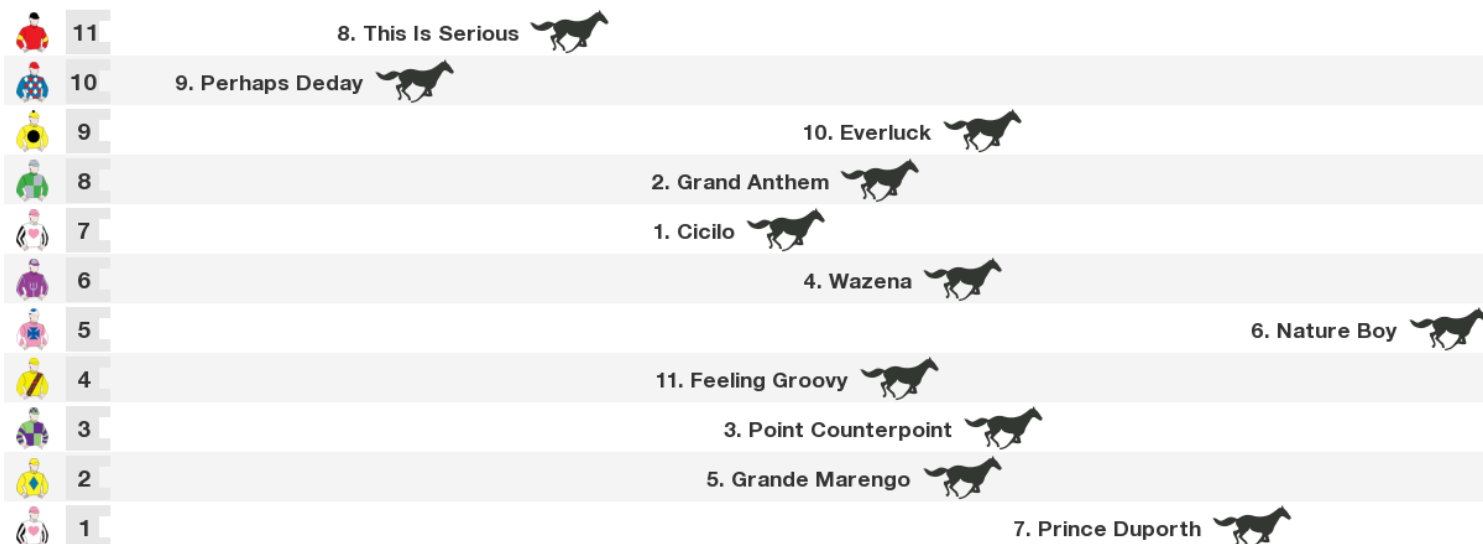 11 8. This Is Serious
10 9. Perhaps Deday
9 10. Everluck
8 2. Grand Anthem
7 1. Cicilo
6 4. Wazena
5 6. Nature Boy
4 11. Feeling Groovy
3 3. Point Counterpoint
2 5. Grande Marengo
1 7. Prince Duporth